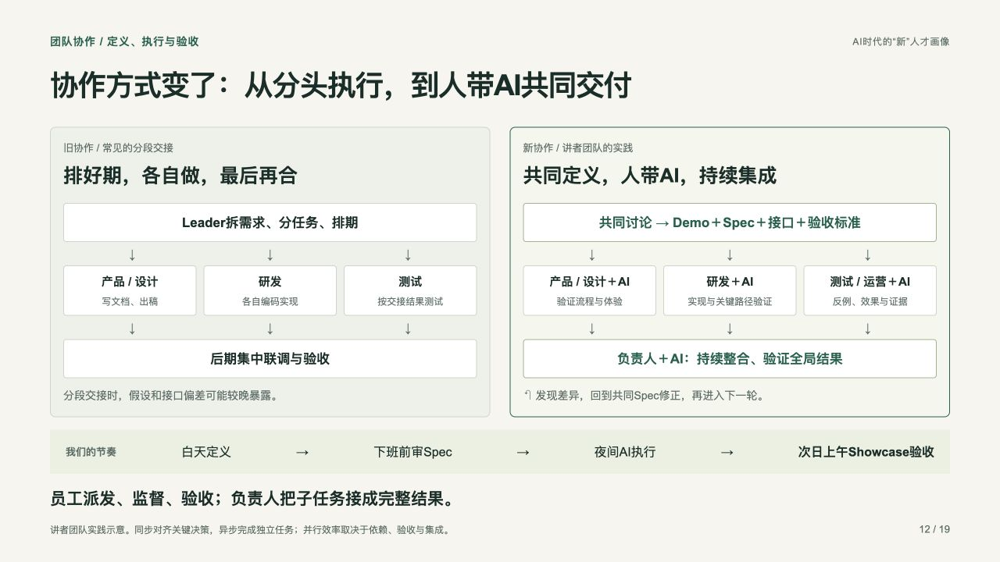 团队协作 / 定义、执行与验收
AI时代的“新”人才画像
协作方式变了：从分头执行，到人带AI共同交付
旧协作 / 常见的分段交接
排好期，各自做，最后再合
Leader拆需求、分任务、排期
↓ ↓ ↓
产品 / 设计
写文档、出稿
研发
各自编码实现
测试
按交接结果测试
↓ ↓ ↓
后期集中联调与验收
分段交接时，假设和接口偏差可能较晚暴露。
新协作 / 讲者团队的实践
共同定义，人带AI，持续集成
共同讨论 → Demo＋Spec＋接口＋验收标准
↓ ↓ ↓
产品 / 设计＋AI
验证流程与体验
研发＋AI
实现与关键路径验证
测试 / 运营＋AI
反例、效果与证据
↓ ↓ ↓
负责人＋AI：持续整合、验证全局结果
↰ 发现差异，回到共同Spec修正，再进入下一轮。
我们的节奏 白天定义 → 下班前审Spec → 夜间AI执行 → 次日上午Showcase验收
员工派发、监督、验收；负责人把子任务接成完整结果。
讲者团队实践示意。同步对齐关键决策，异步完成独立任务；并行效率取决于依赖、验收与集成。
12 / 19